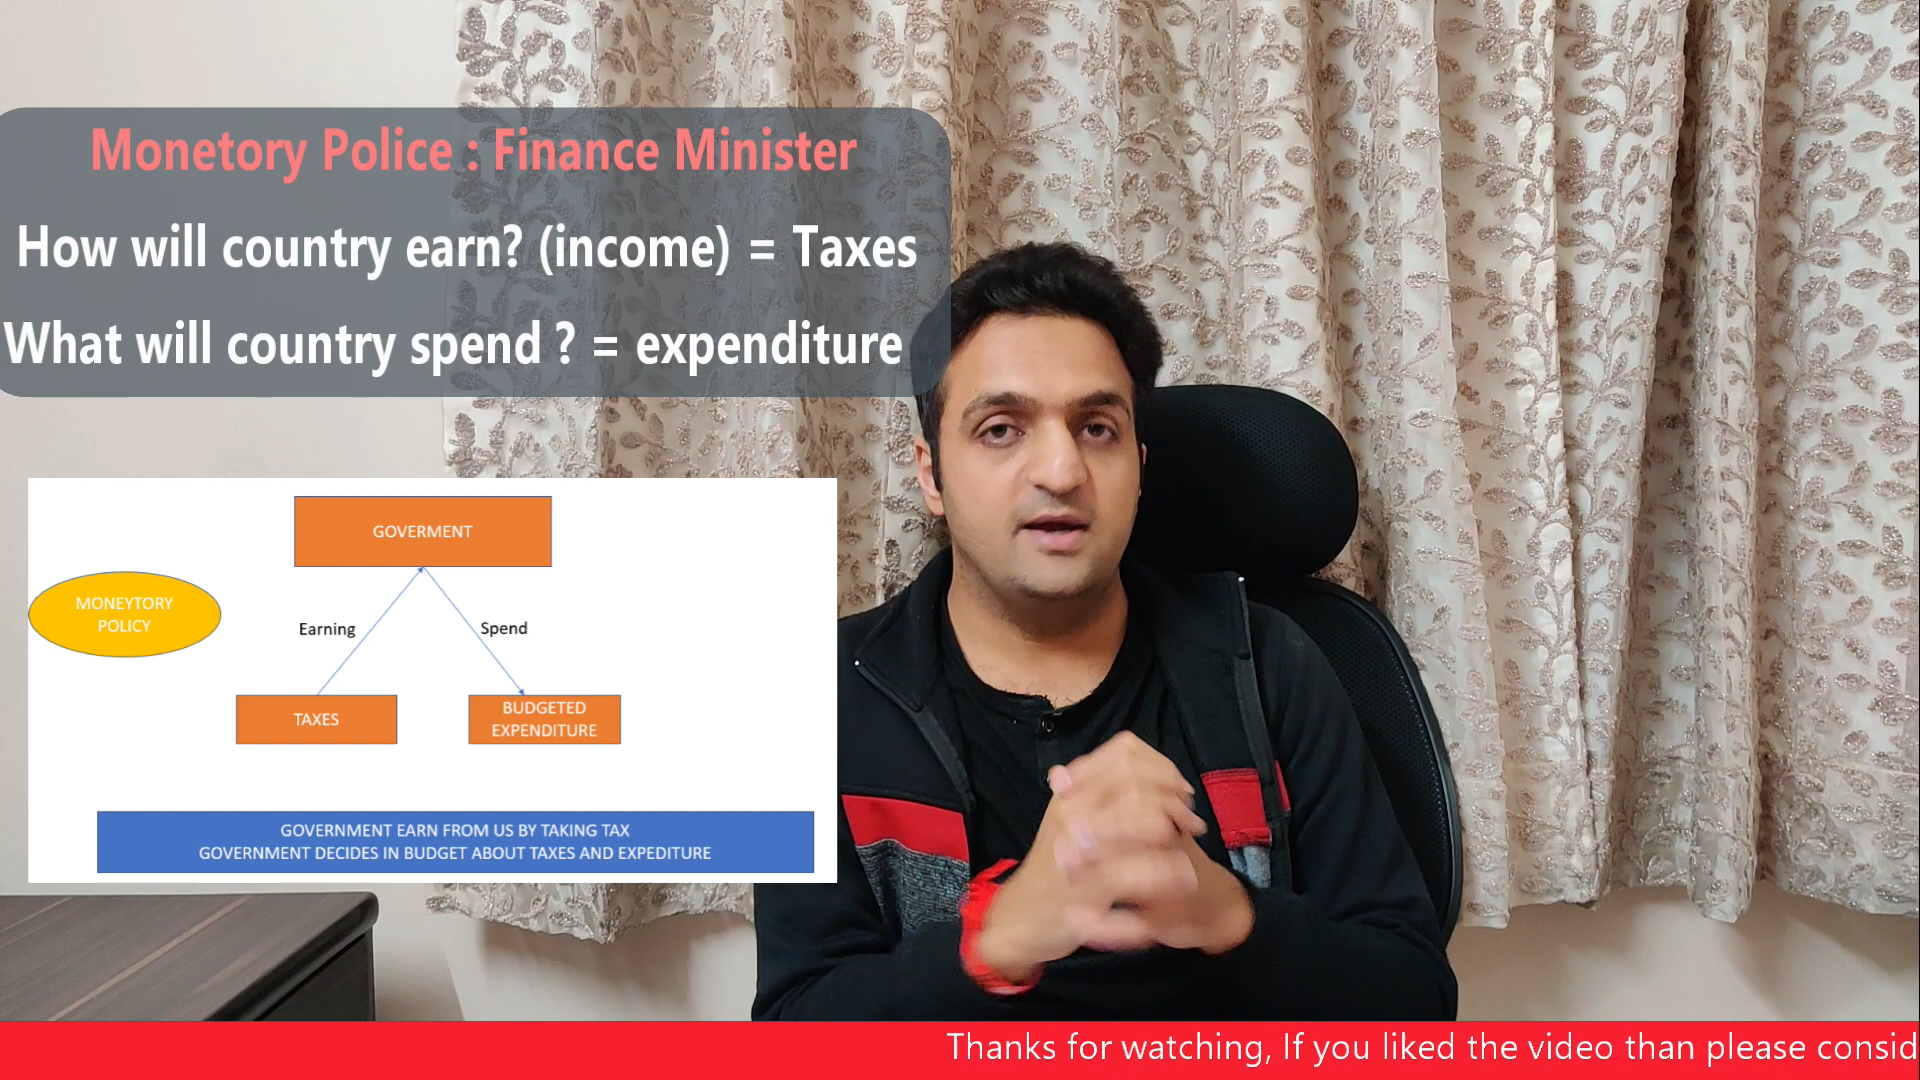 Monetory Police : Finance Minister
How will country earn? (income) = Taxes
What will country spend ? = expenditure
GOVERMENT
MONEYTORY
POLICY
Earning
Spend
TAXES
BUDGETED
EXPENDITURE
GOVERNMENT EARN FROM US BY TAKING TAX
GOVERNMENT DECIDES IN BUDGET ABOUT TAXES AND EXPEDITURE
Thanks for watching, If you liked the video than please consid